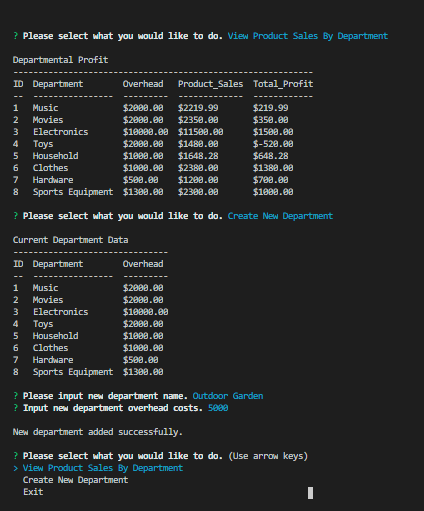 ? Please select what you would like to do. View Product Sales By Department
Departmental Profit
------------------------------------------------------------
ID  Department        Overhead   Product_Sales  Total_Profit
--  ----------------  ---------  -------------  ------------
1   Music             $2000.00   $2219.99       $219.99
2   Movies            $2000.00   $2350.00       $350.00
3   Electronics       $10000.00  $11500.00      $1500.00
4   Toys              $2000.00   $1480.00       $-520.00
5   Household         $1000.00   $1648.28       $648.28
6   Clothes           $1000.00   $2380.00       $1380.00
7   Hardware          $500.00    $1200.00       $700.00
8   Sports Equipment  $1300.00   $2300.00       $1000.00
? Please select what you would like to do. Create New Department
Current Department Data
-------------------------------
ID  Department        Overhead
--  ----------------  ---------
1   Music             $2000.00
2   Movies            $2000.00
3   Electronics       $10000.00
4   Toys              $2000.00
5   Household         $1000.00
6   Clothes           $1000.00
7   Hardware          $500.00
8   Sports Equipment  $1300.00
? Please input new department name. Outdoor Garden
? Input new department overhead costs. 5000
New department added successfully.
? Please select what you would like to do. (Use arrow keys)
> View Product Sales By Department
  Create New Department
  Exit